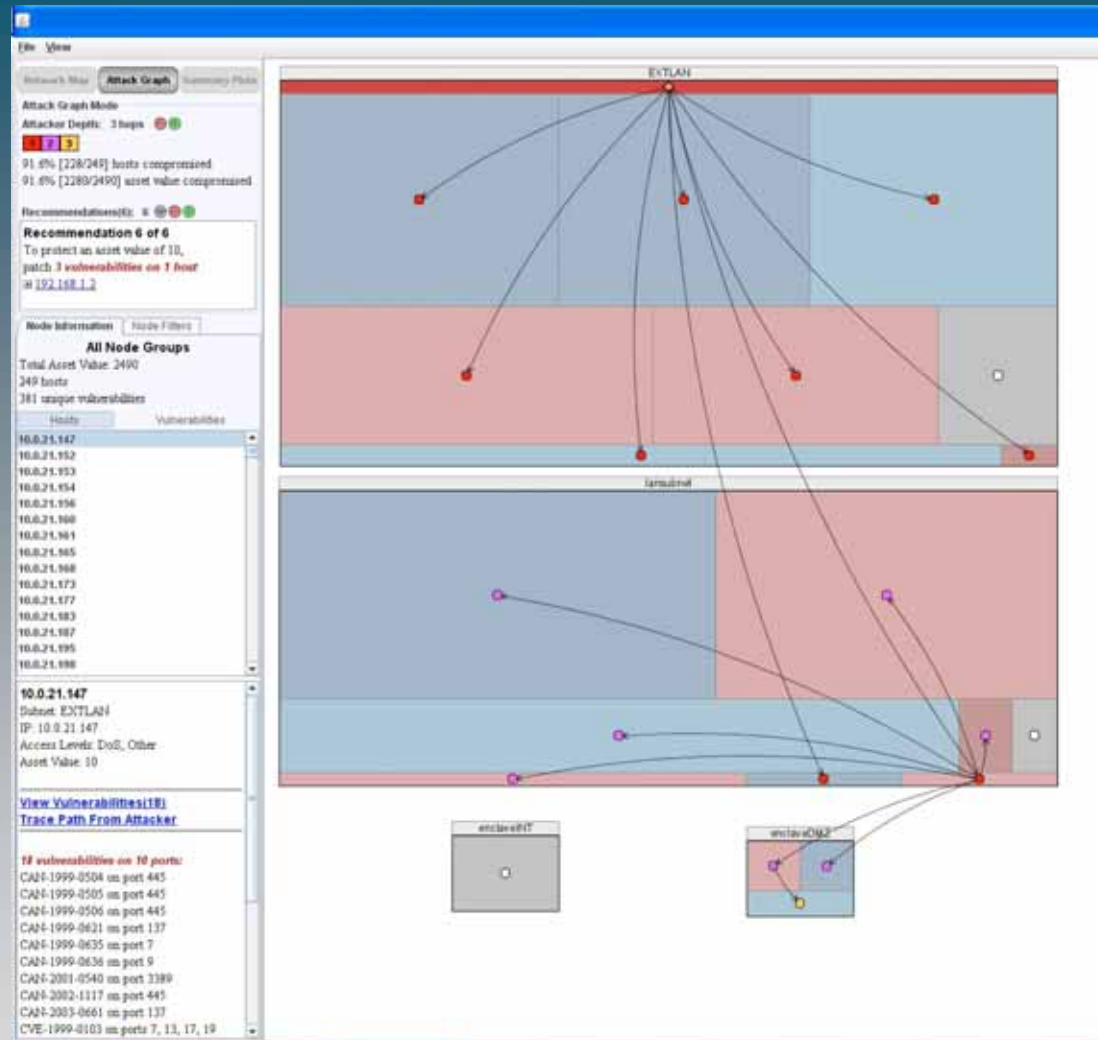 File View
Network Map Attack Graph Summary Plots
Attack Graph Mode
Attacker Depth: 3 hops
1 2 3
91.6% [228/249] hosts compromised
91.6% [2280/2490] asset value compromised
Recommendations(6): 6
Recommendation 6 of 6
To protect an asset value of 10,
patch 3 vulnerabilities on 1 host
192.168.1.2
Node Information Node Filters
All Node Groups
Total Asset Value: 2490
249 hosts
381 unique vulnerabilities
Hosts Vulnerabilities
10.0.21.147
10.0.21.152
10.0.21.153
10.0.21.154
10.0.21.156
10.0.21.160
10.0.21.161
10.0.21.165
10.0.21.168
10.0.21.173
10.0.21.177
10.0.21.183
10.0.21.187
10.0.21.195
10.0.21.198
10.0.21.147
Subnet: EXTLAN
IP: 10.0.21.147
Access Levels: DoS, Other
Asset Value: 10
View Vulnerabilities(18)
Trace Path From Attacker
18 vulnerabilities on 10 ports:
CAN-1999-0504 on port 445
CAN-1999-0505 on port 445
CAN-1999-0506 on port 445
CAN-1999-0621 on port 137
CAN-1999-0635 on port 7
CAN-1999-0636 on port 9
CAN-2001-0540 on port 3389
CAN-2002-1117 on port 445
CAN-2003-0661 on port 137
CVE-1999-0103 on ports 7, 13, 17, 19
EXTLAN
enclaveINT
enclaveDMZ